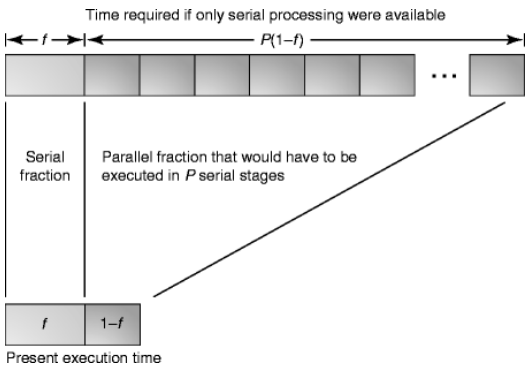 Time required if only serial processing were available
f P(1–f)
...
Serial fraction
Parallel fraction that would have to be
executed in P serial stages
f 1–f
Present execution time